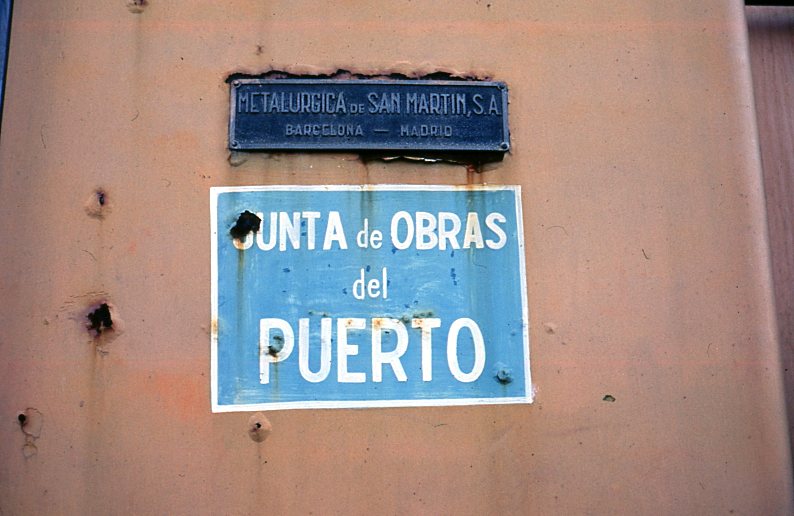 METALURGICA DE SAN MARTIN, S.A.
BARCELONA — MADRID
JUNTA de OBRAS
del
PUERTO